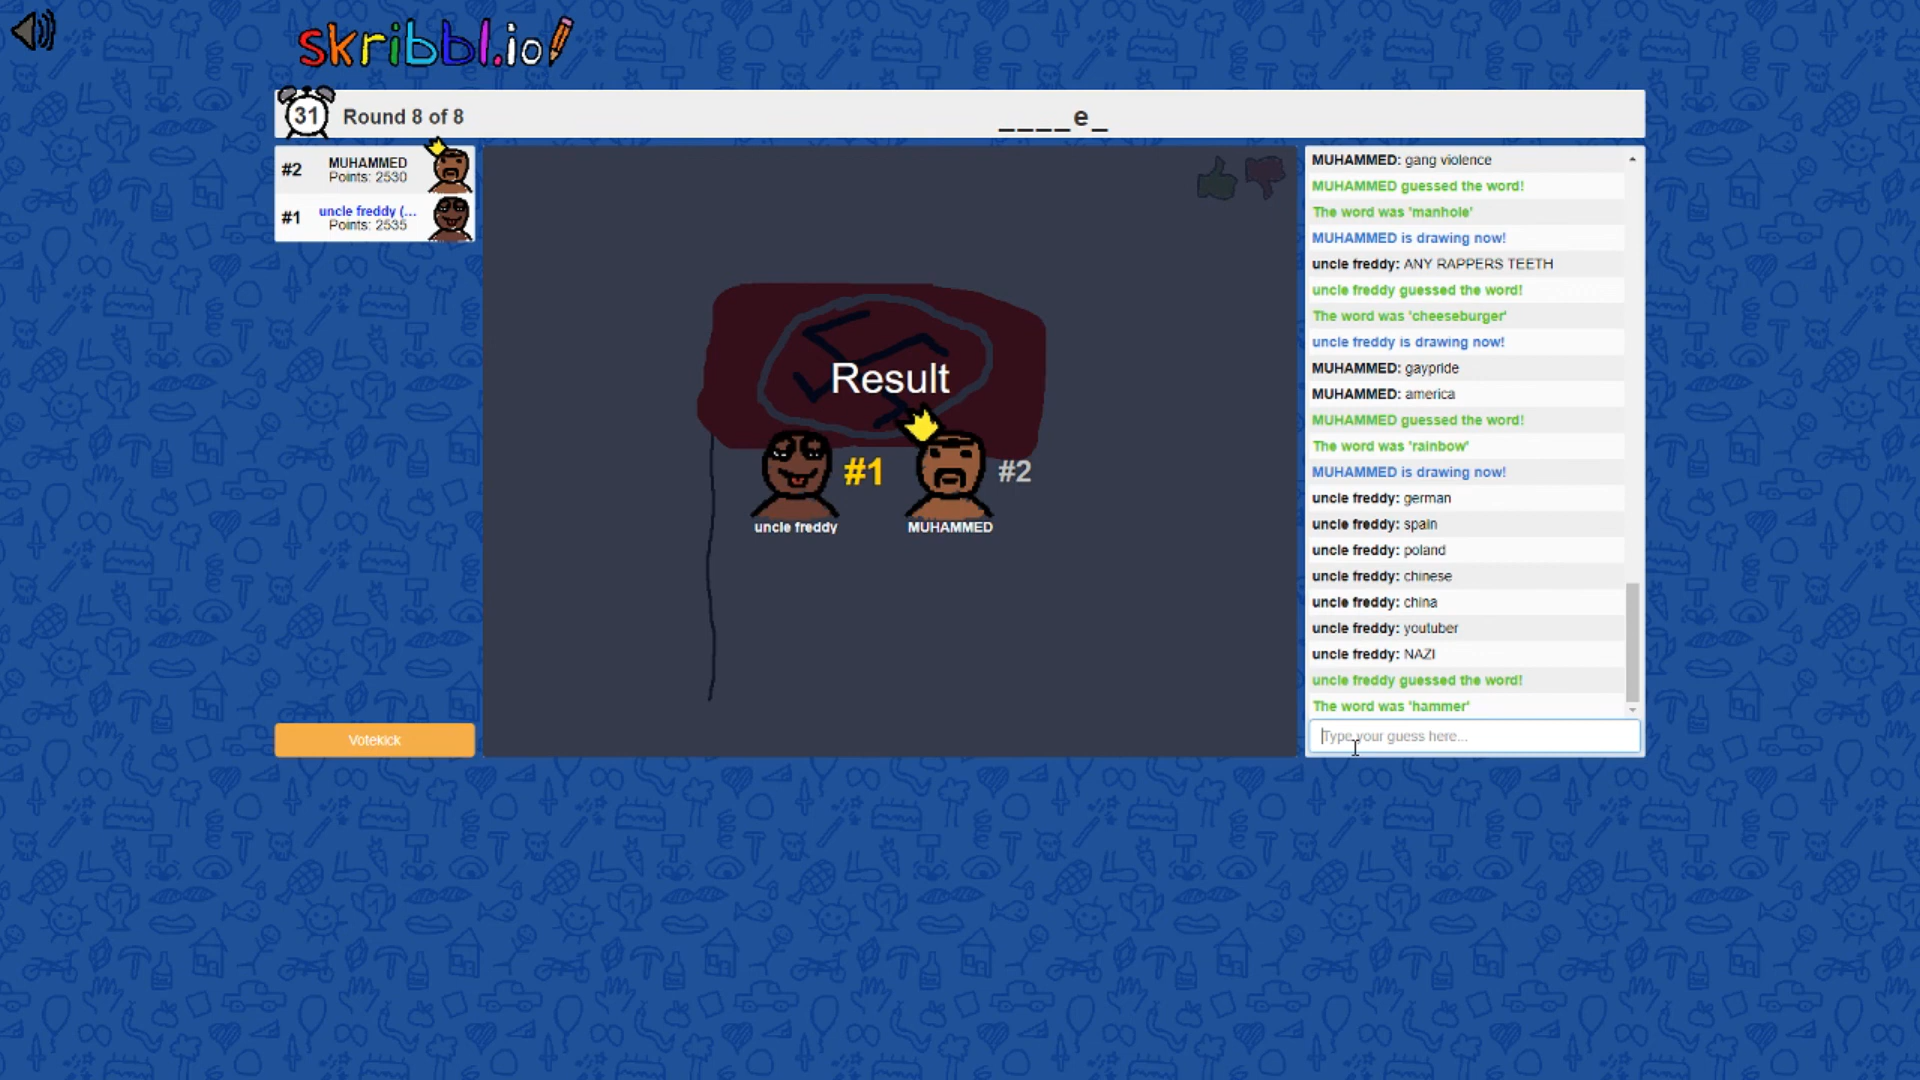 skribbl.io
31
Round 8 of 8
____e_
#2
MUHAMMED
Points: 2530
#1
uncle freddy (...
Points: 2535
Votekick
Result
#1
#2
uncle freddy
MUHAMMED
MUHAMMED: gang violence
MUHAMMED guessed the word!
The word was 'manhole'
MUHAMMED is drawing now!
uncle freddy: ANY RAPPERS TEETH
uncle freddy guessed the word!
The word was 'cheeseburger'
uncle freddy is drawing now!
MUHAMMED: gaypride
MUHAMMED: america
MUHAMMED guessed the word!
The word was 'rainbow'
MUHAMMED is drawing now!
uncle freddy: german
uncle freddy: spain
uncle freddy: poland
uncle freddy: chinese
uncle freddy: china
uncle freddy: youtuber
uncle freddy: NAZI
uncle freddy guessed the word!
The word was 'hammer'
Type your guess here...